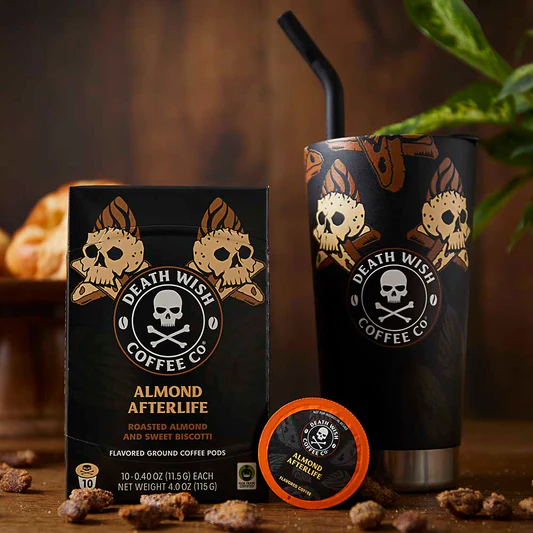 DEATH WISH
COFFEE CO®
ALMOND
AFTERLIFE
ROASTED ALMOND
AND SWEET BISCOTTI
FLAVORED GROUND COFFEE PODS
10
10-0.40 OZ (11.5 G) EACH
NET WEIGHT 4.0 OZ (115 G)
DEATH WISH
COFFEE CO.
ALMOND
AFTERLIFE
FLAVORED COFFEE
DEATH WISH
COFFEE CO.